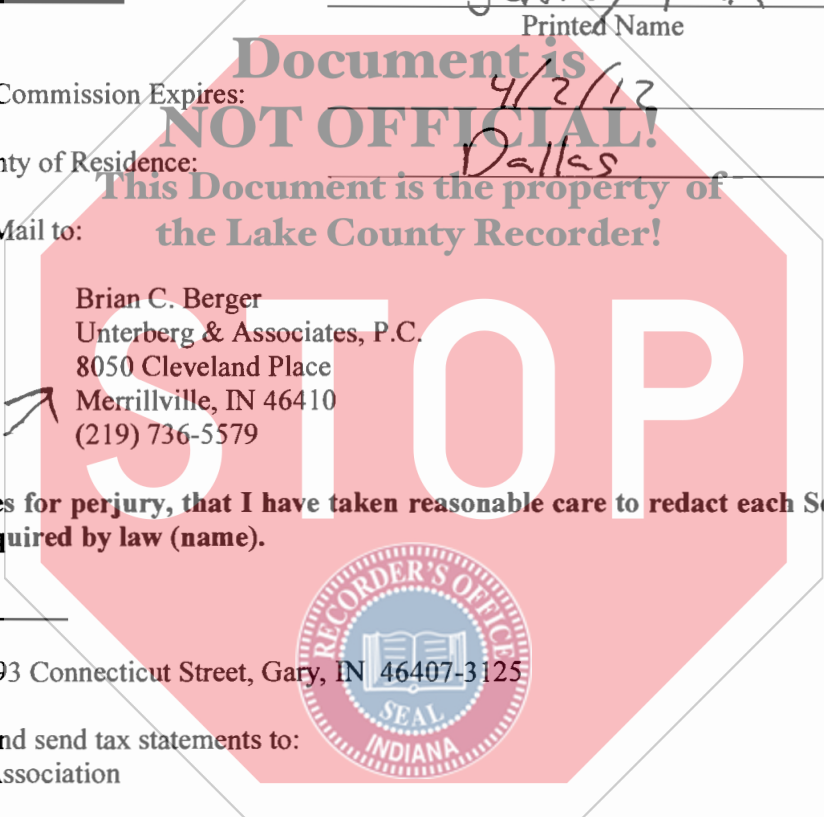 Printed Name
Document is
Commission Expires: 4/2/12
NOT OFFICIAL!
nty of Residence: Dallas
This Document is the property of
the Lake County Recorder!
Mail to:
Brian C. Berger
Unterberg & Associates, P.C.
8050 Cleveland Place
Merrillville, IN 46410
(219) 736-5579
STOP
es for perjury, that I have taken reasonable care to redact each So
quired by law (name).
RECORDER'S OFFICE
SEAL
INDIANA
93 Connecticut Street, Gary, IN 46407-3125
nd send tax statements to:
Association